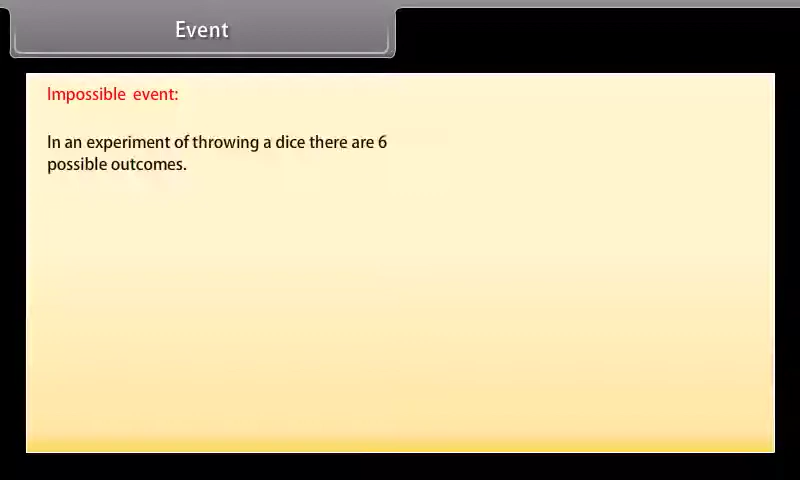 Event
Impossible event:
In an experiment of throwing a dice there are 6
possible outcomes.